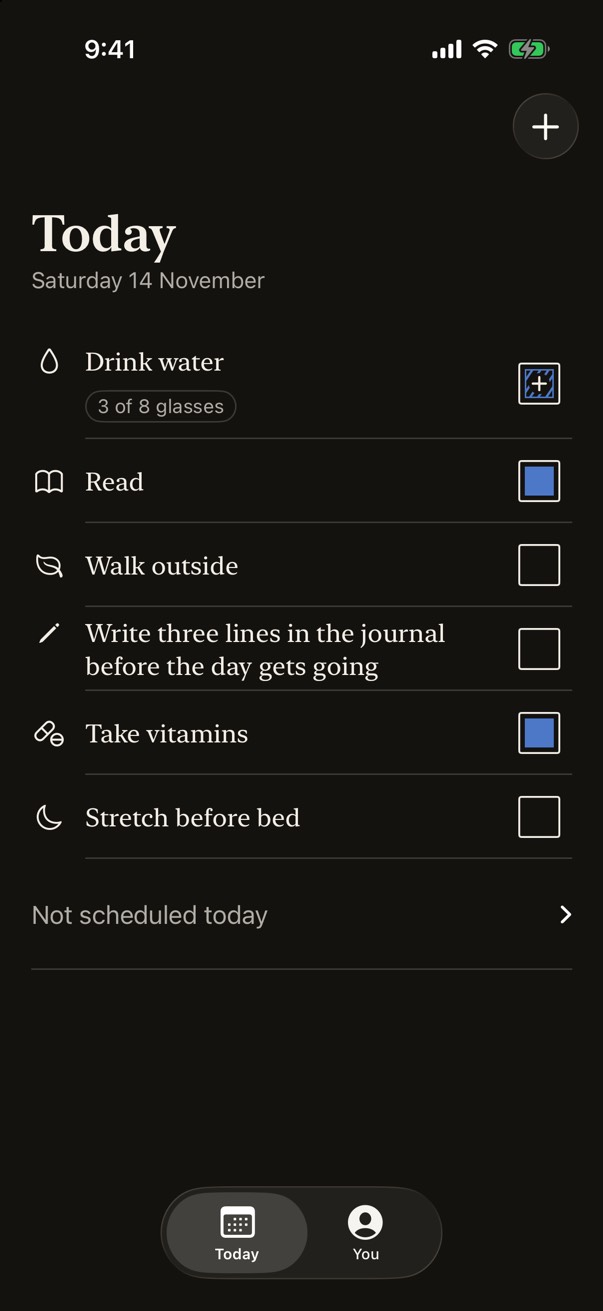 9:41
Today
Saturday 14 November
Drink water
3 of 8 glasses
Read
Walk outside
Write three lines in the journal
before the day gets going
Take vitamins
Stretch before bed
Not scheduled today
Today
You